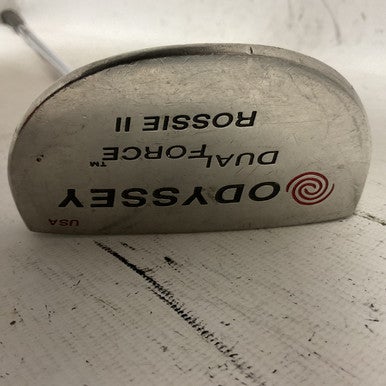 ODYSSEY
DUAL FORCE™
ROSSIE II
USA